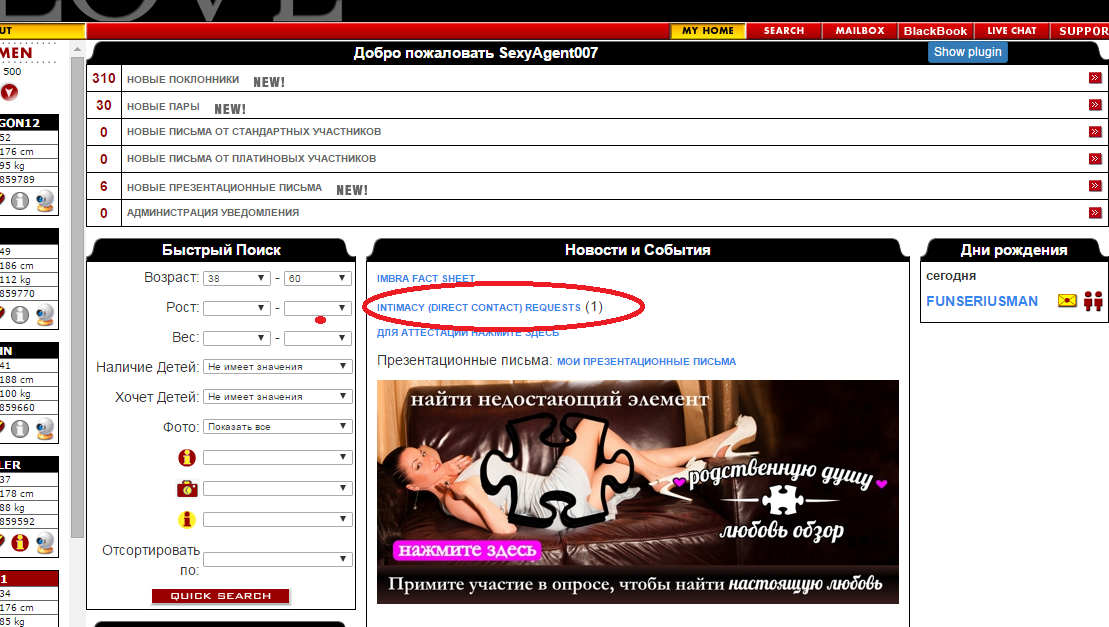 LOVE
UT
MY HOME
SEARCH
MAILBOX
BlackBook
LIVE CHAT
SUPPOR
MEN
500
GON12
52
176 cm
95 kg
859789
49
186 cm
112 kg
859770
IN
41
188 cm
100 kg
859660
LER
37
178 cm
88 kg
859592
1
34
176 cm
85 kg
Добро пожаловать SexyAgent007
Show plugin
310 НОВЫЕ ПОКЛОННИКИ NEW!
30 НОВЫЕ ПАРЫ NEW!
0 НОВЫЕ ПИСЬМА ОТ СТАНДАРТНЫХ УЧАСТНИКОВ
0 НОВЫЕ ПИСЬМА ОТ ПЛАТИНОВЫХ УЧАСТНИКОВ
6 НОВЫЕ ПРЕЗЕНТАЦИОННЫЕ ПИСЬМА NEW!
0 АДМИНИСТРАЦИЯ УВЕДОМЛЕНИЯ
Быстрый Поиск
Возраст: 38 - 60
Рост: -
Вес: -
Наличие Детей: Не имеет значения
Хочет Детей: Не имеет значения
Фото: Показать все
Отсортировать
по:
QUICK SEARCH
Новости и События
IMBRA FACT SHEET
INTIMACY (DIRECT CONTACT) REQUESTS (1)
ДЛЯ АТТЕСТАЦИИ НАЖМИТЕ ЗДЕСЬ
Презентационные письма: МОИ ПРЕЗЕНТАЦИОННЫЕ ПИСЬМА
найти недостающий элемент
родственную душу
любовь обзор
нажмите здесь
Примите участие в опросе, чтобы найти настоящую любовь
Дни рождения
сегодня
FUNSERIUSMAN